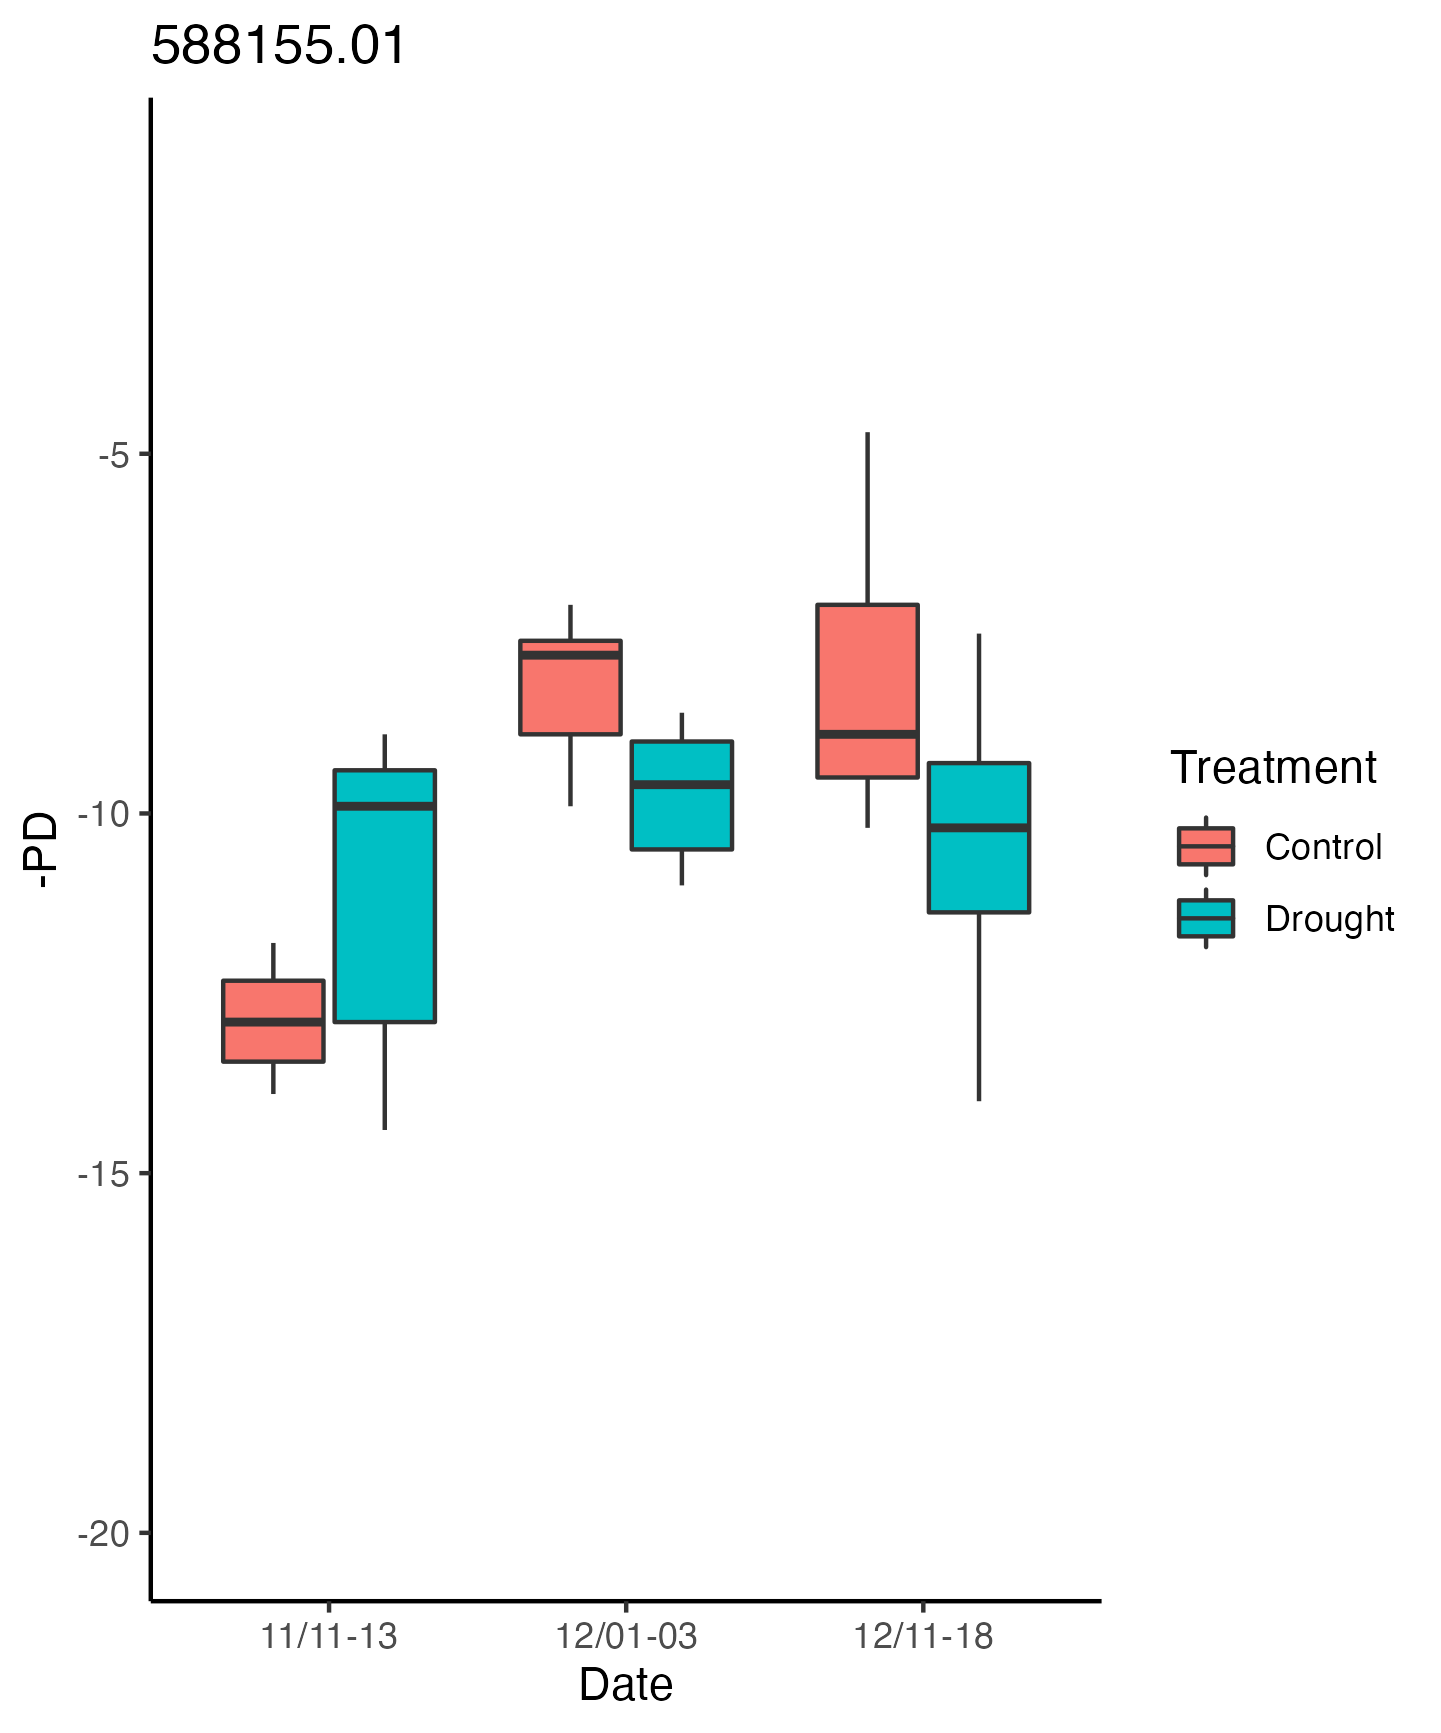 588155.01
-PD
-5
-10
-15
-20
11/11-13
12/01-03
12/11-18
Date
Treatment
Control
Drought